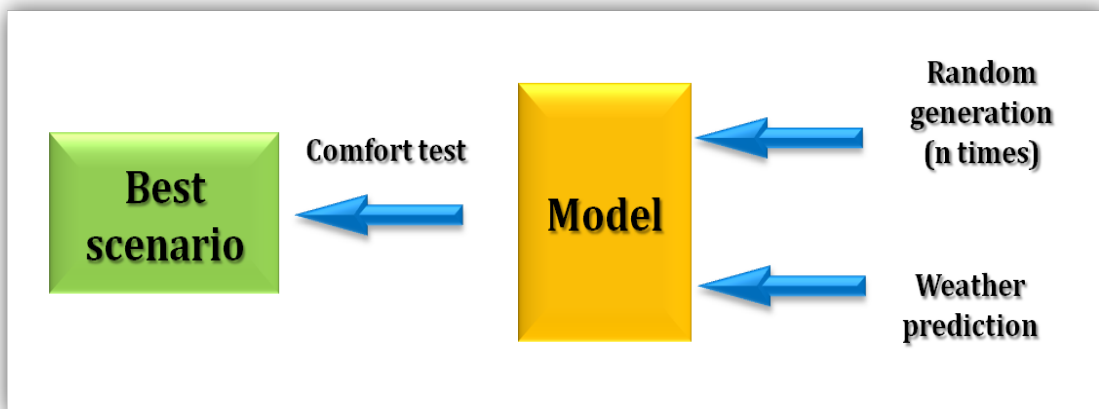 Best
scenario
Comfort test
Model
Random
generation
(n times)
Weather
prediction